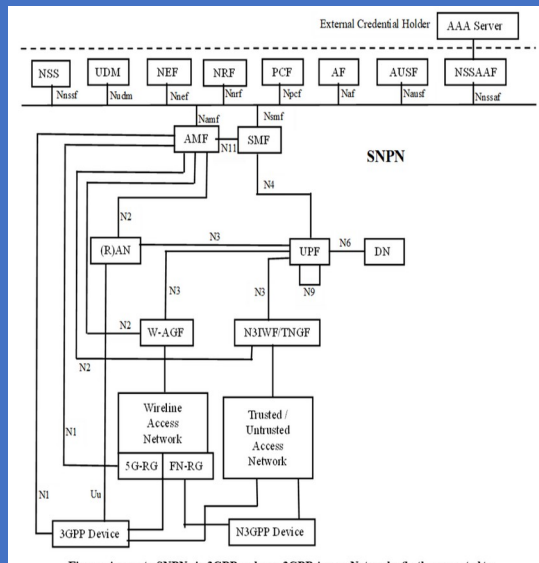 External Credential Holder
AAA Server
NSS
UDM
NEF
NRF
PCF
AF
AUSF
NSSAAF
Nnssf
Nudm
Nnef
Nnrf
Npcf
Naf
Nausf
Nnssaf
Namf
Nsmf
AMF
N11
SMF
SNPN
N4
N2
(R)AN
N3
UPF
N6
DN
N9
N3
N3
N2
W-AGF
N3IWF/TNGF
N2
Wireline
Access
Network
Trusted /
Untrusted
Access
Network
N1
5G-RG
FN-RG
N1
Uu
3GPP Device
N3GPP Device